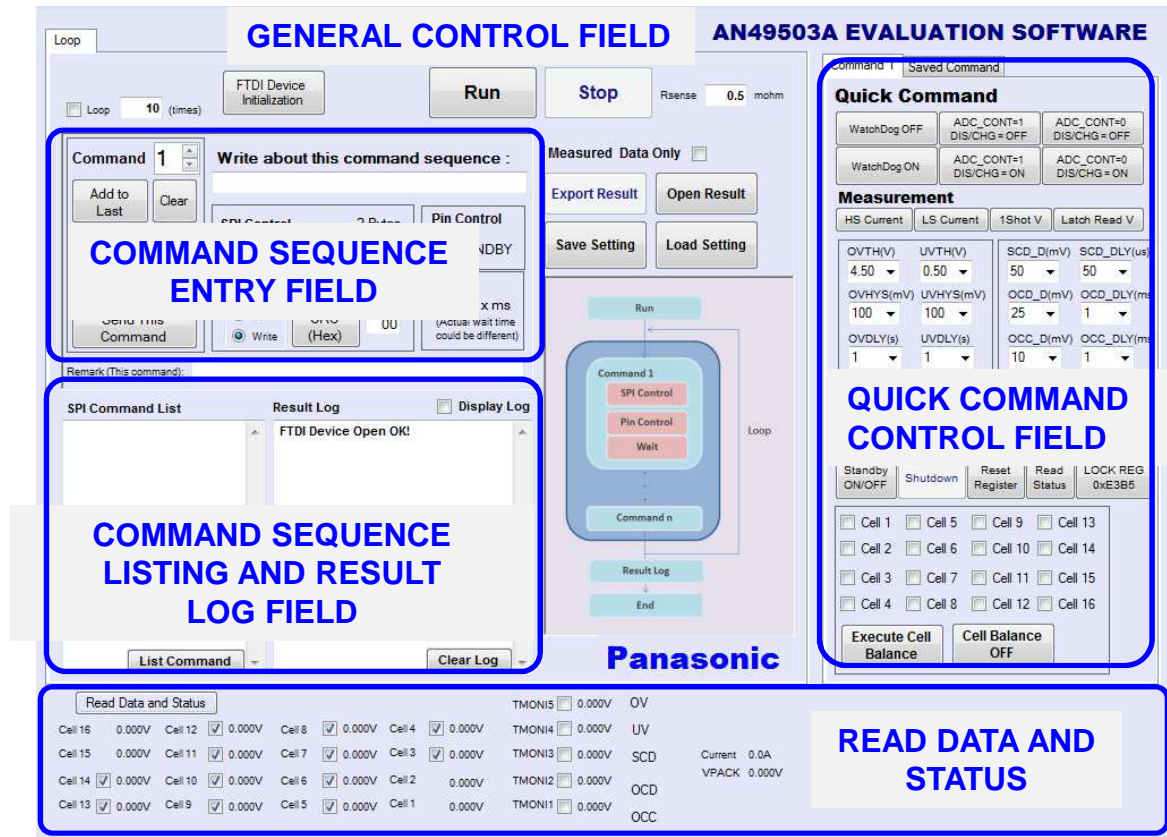 GENERAL CONTROL FIELD
AN49503A EVALUATION SOFTWARE
Loop
FTDI Device
Initialization
Run
Stop
Rsense 0.5 mohm
Loop 10 (times)
Command 1
Write about this command sequence :
Add to
Last
Clear
2 Bytes
Pin Control
COMMAND SEQUENCE
ENTRY FIELD
x ms
(Actual wait time
could be different)
Command
Write
(Hex)
00
Remark (This command):
Measured Data Only
Export Result
Open Result
Save Setting
Load Setting
Run
Command 1
SPI Control
Pin Control
Wait
Loop
Command n
Result Log
End
Panasonic
SPI Command List
Result Log
Display Log
FTDI Device Open OK!
COMMAND SEQUENCE
LISTING AND RESULT
LOG FIELD
List Command
Clear Log
Command 1
Saved Command
Quick Command
WatchDog OFF
ADC_CONT=1
DIS/CHG = OFF
ADC_CONT=0
DIS/CHG = OFF
WatchDog ON
ADC_CONT=1
DIS/CHG = ON
ADC_CONT=0
DIS/CHG = ON
Measurement
HS Current
LS Current
1Shot V
Latch Read V
OVTH(V) UVTH(V) SCD_D(mV) SCD_DLY(us)
4.50 0.50 50 50
OVHYS(mV) UVHYS(mV) OCD_D(mV) OCD_DLY(ms
100 100 25 1
OVDLY(s) UVDLY(s) OCC_D(mV) OCC_DLY(ms
1 1 10 1
QUICK COMMAND
CONTROL FIELD
Standby
ON/OFF
Shutdown
Reset
Register
Read
Status
LOCK REG
0xE3B5
Cell 1 Cell 5 Cell 9 Cell 13
Cell 2 Cell 6 Cell 10 Cell 14
Cell 3 Cell 7 Cell 11 Cell 15
Cell 4 Cell 8 Cell 12 Cell 16
Execute Cell
Balance
Cell Balance
OFF
Read Data and Status
TMONI5 0.000V OV
Cell 16 0.000V Cell 12 0.000V Cell 8 0.000V Cell 4 0.000V TMONI4 0.000V UV
Cell 15 0.000V Cell 11 0.000V Cell 7 0.000V Cell 3 0.000V TMONI3 0.000V SCD
Current 0.0A
Cell 14 0.000V Cell 10 0.000V Cell 6 0.000V Cell 2 0.000V TMONI2 0.000V OCD
VPACK 0.000V
Cell 13 0.000V Cell 9 0.000V Cell 5 0.000V Cell 1 0.000V TMONI1 0.000V OCC
READ DATA AND
STATUS